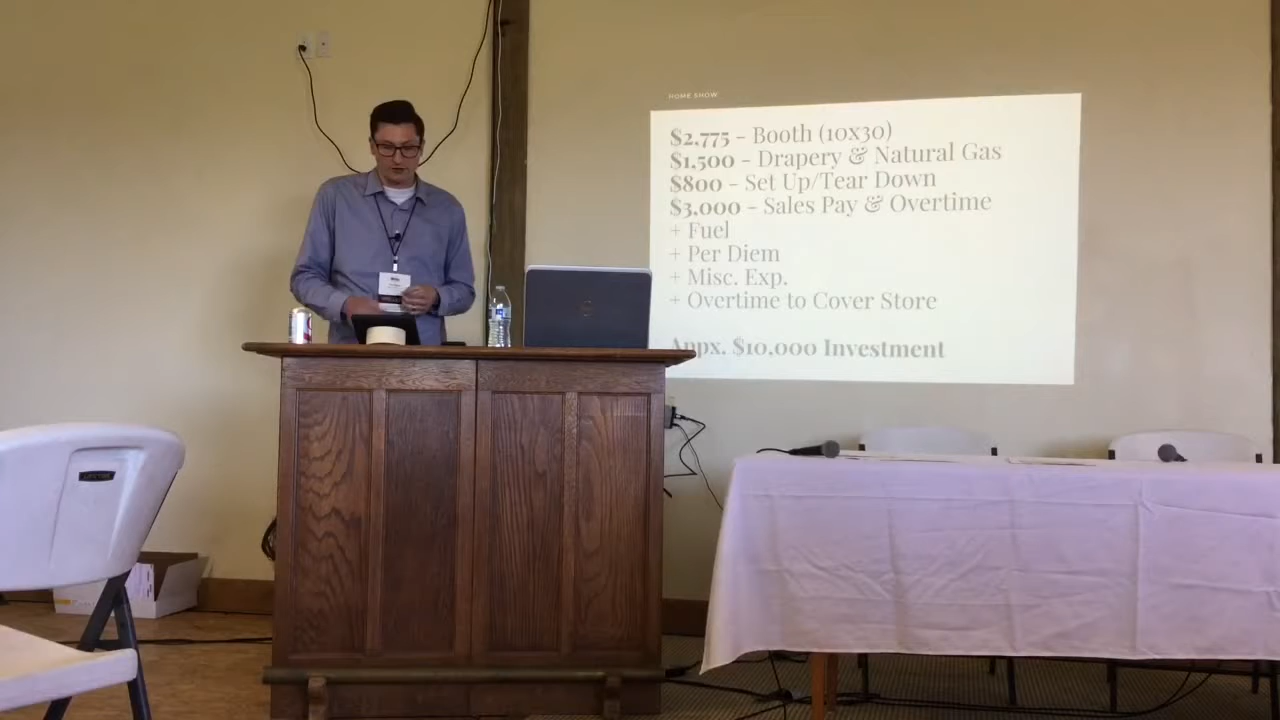 HOME SHOW
$2,775 - Booth (10x30)
$1,500 - Drapery & Natural Gas
$800 - Set Up/Tear Down
$3,000 - Sales Pay & Overtime
+ Fuel
+ Per Diem
+ Misc. Exp.
+ Overtime to Cover Store
Appx. $10,000 Investment